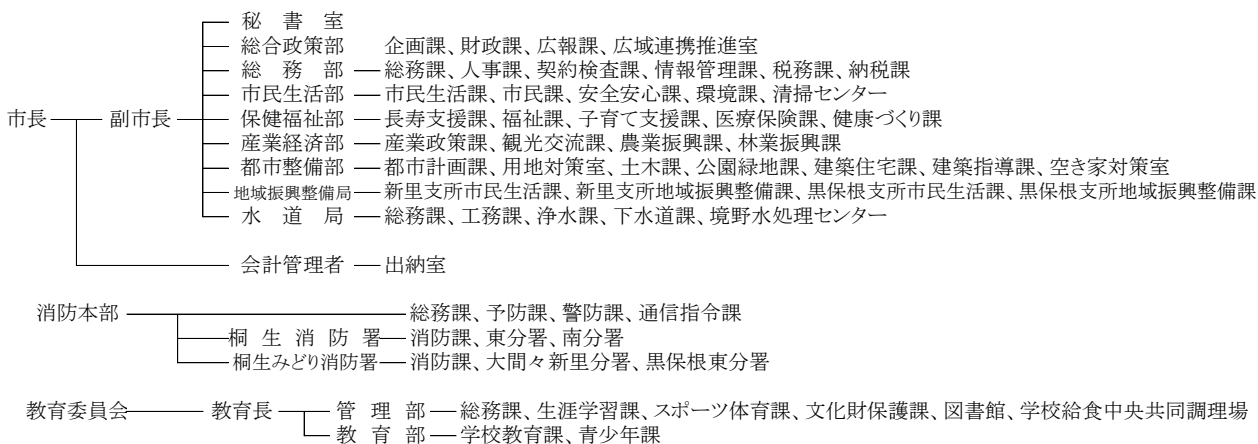 秘書室
総合政策部 企画課、財政課、広報課、広域連携推進室
総務部 総務課、人事課、契約検査課、情報管理課、税務課、納税課
市民生活部 市民生活課、市民課、安全安心課、環境課、清掃センター
市長 副市長 保健福祉部 長寿支援課、福祉課、子育て支援課、医療保険課、健康づくり課
産業経済部 産業政策課、観光交流課、農業振興課、林業振興課
都市整備部 都市計画課、用地対策室、土木課、公園緑地課、建築住宅課、建築指導課、空き家対策室
地域振興整備局 新里支所市民生活課、新里支所地域振興整備課、黒保根支所市民生活課、黒保根支所地域振興整備課
水道局 総務課、工務課、浄水課、下水道課、境野水処理センター
会計管理者 出納室
消防本部 総務課、予防課、警防課、通信指令課
桐生消防署 消防課、東分署、南分署
桐生みどり消防署 消防課、大間々新里分署、黒保根東分署
教育委員会 教育長 管理部 総務課、生涯学習課、スポーツ体育課、文化財保護課、図書館、学校給食中央共同調理場
教育部 学校教育課、青少年課